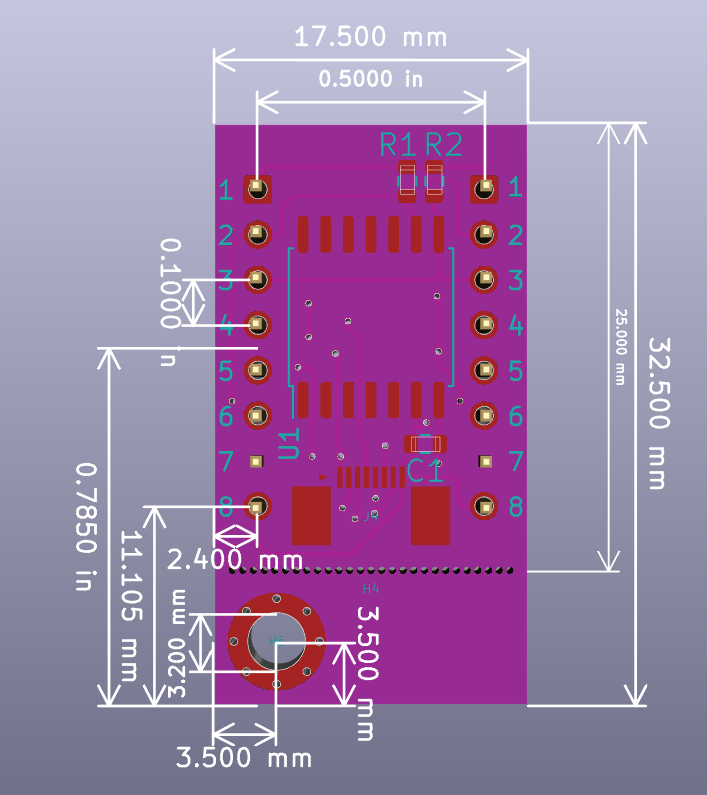 17.500 mm
0.5000 in
R1 R2
1 1
2 2
3 3
4 4
5 5
6 6
7 7
8 8
0.1000 in
25.000 mm
32.500 mm
U1
C1
0.7850 in
11.105 mm
2.400 mm
H4
3.200 mm
3.500 mm
3.500 mm